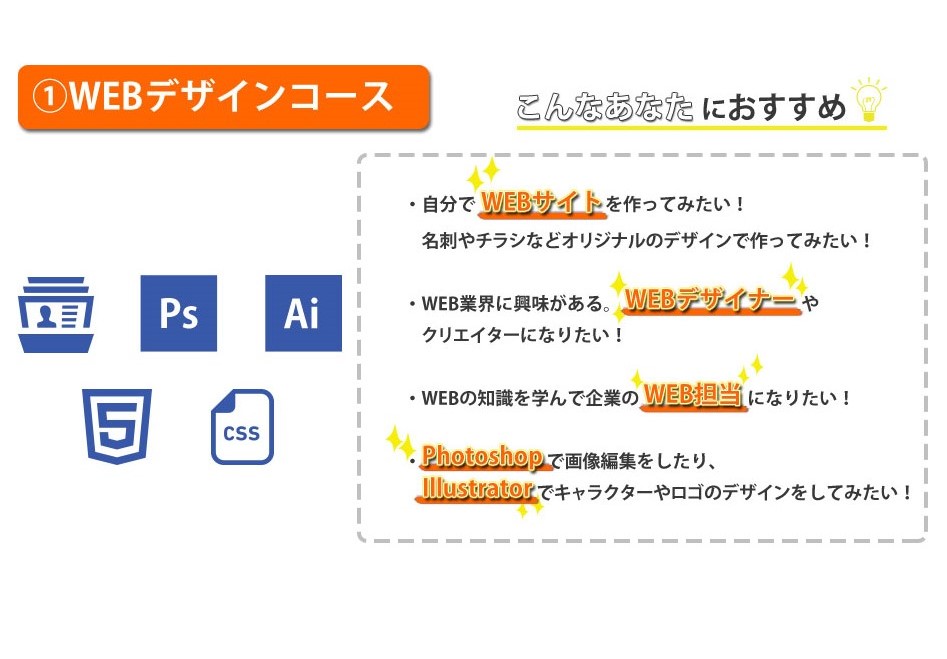 ①WEBデザインコース
こんなあなたにおすすめ
・自分でWEBサイトを作ってみたい！
名刺やチラシなどオリジナルのデザインで作ってみたい！
・WEB業界に興味がある。WEBデザイナーや
クリエイターになりたい！
・WEBの知識を学んで企業のWEB担当になりたい！
・Photoshopで画像編集をしたり、
Illustratorでキャラクターやロゴのデザインをしてみたい！
Ps
Ai
5
CSS